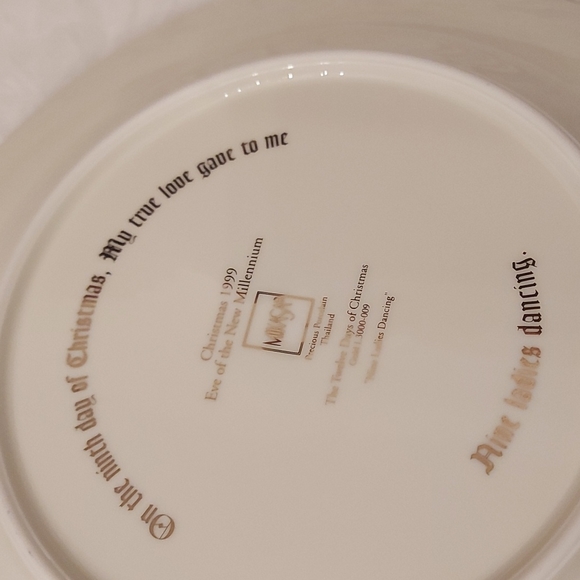 On the ninth day of Christmas, My true love gave to me
Christmas 1999
Eve of the New Millennium
MIKASA
Precious Porcelain
Thailand
The Twelve Days of Christmas
"Nine Ladies Dancing"
Nine ladies dancing.